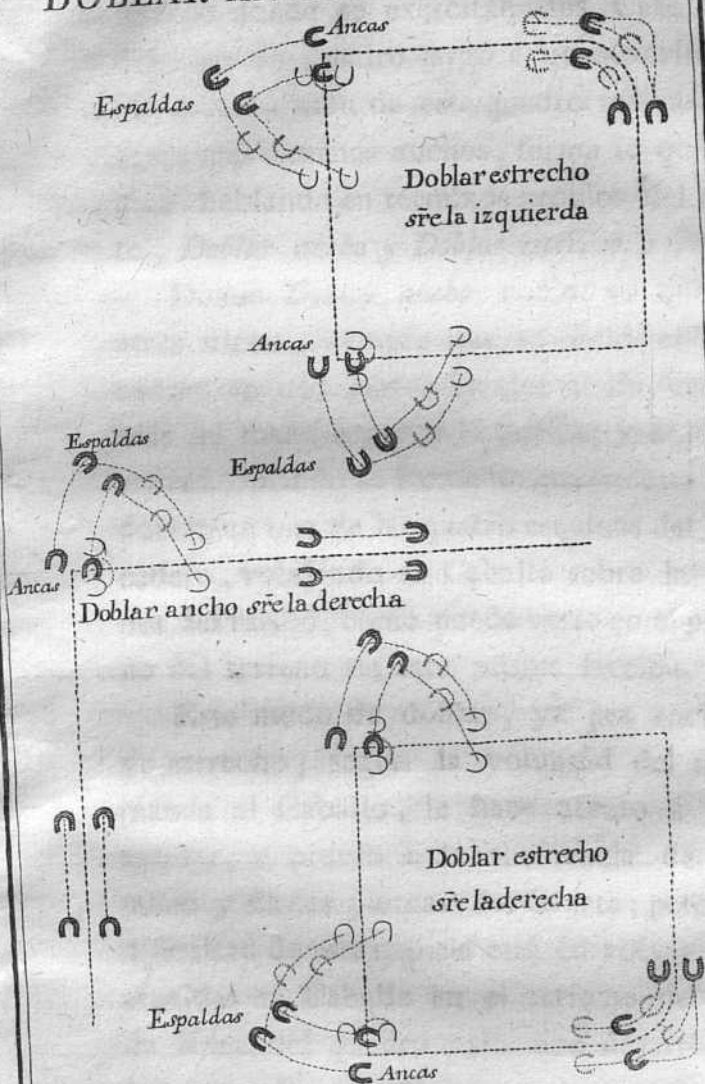 DOBLAR
Ancas
Espaldas
Doblar estrecho
sr̃e la izquierda
Ancas
Espaldas
Espaldas
Ancas
Doblar ancho sr̃e la derecha
Doblar estrecho
sr̃e la derecha
Espaldas
Ancas